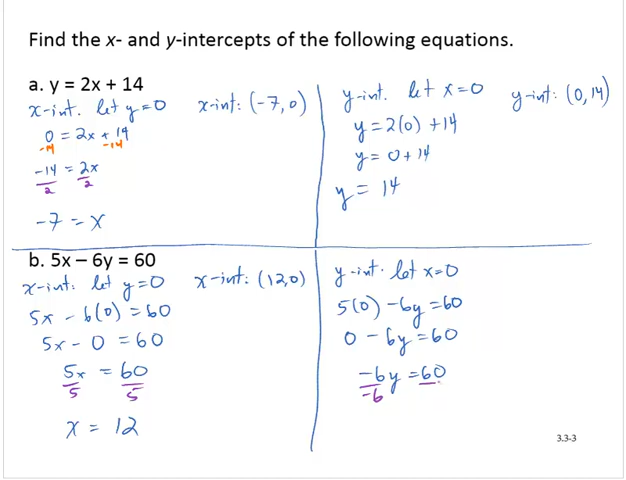 Find the x- and y-intercepts of the following equations.
a. y = 2x + 14
x-int. let y=0
x-int: (-7, 0)
0 = 2x + 14
-14 -14
-14 = 2x
2 2
-7 = x
y-int. let x=0
y-int: (0, 14)
y = 2(0) + 14
y = 0 + 14
y = 14
b. 5x – 6y = 60
x-int: let y=0
x-int: (12, 0)
5x - 6(0) = 60
5x - 0 = 60
5x = 60
5 5
x = 12
y-int. let x=0
5(0) - 6y = 60
0 - 6y = 60
-6y = 60
-6
3.3-3